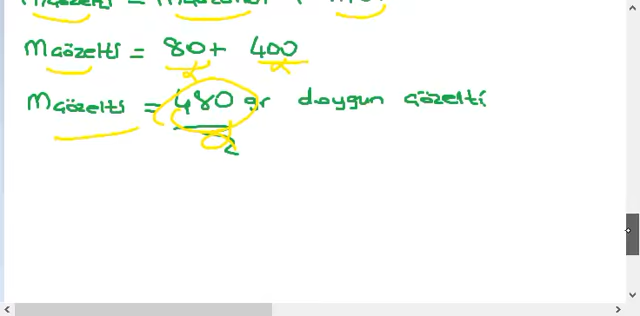 Mçözelti = 80 + 400
Mçözelti = 480 gr doygun çözelti